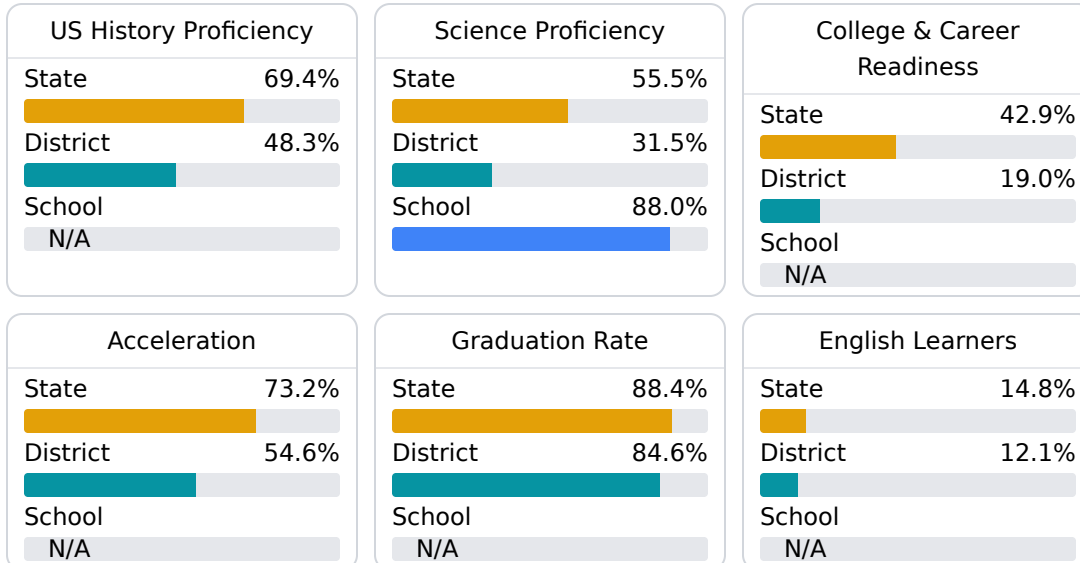 US History Proficiency
State 69.4%
District 48.3%
School
N/A
Science Proficiency
State 55.5%
District 31.5%
School 88.0%
College & Career
Readiness
State 42.9%
District 19.0%
School
N/A
Acceleration
State 73.2%
District 54.6%
School
N/A
Graduation Rate
State 88.4%
District 84.6%
School
N/A
English Learners
State 14.8%
District 12.1%
School
N/A